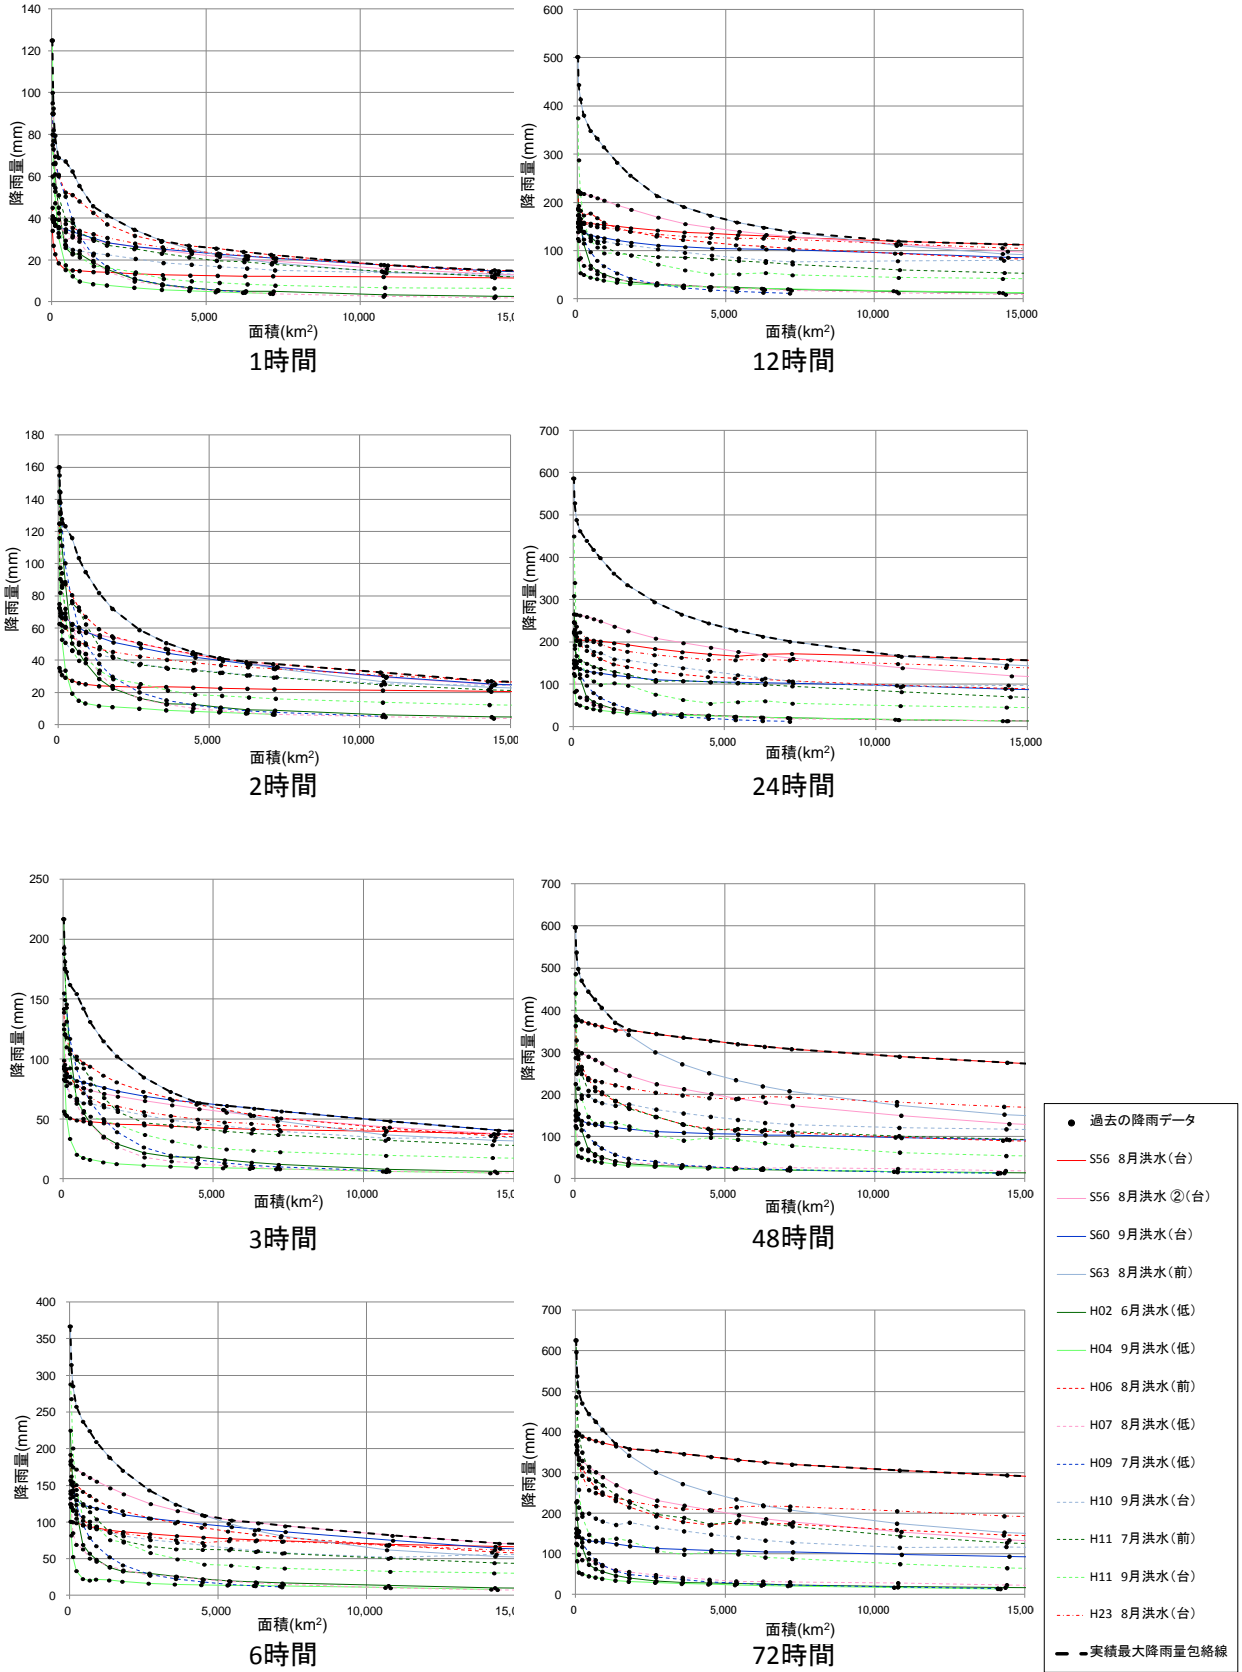 140
120
100
80
60
40
20
0
降雨量(mm)
0
5,000
10,000
15,0
面積(km²)
1時間
600
500
400
300
200
100
0
降雨量(mm)
0
5,000
10,000
15,000
面積(km²)
12時間
180
160
140
120
100
80
60
40
20
0
降雨量(mm)
0
5,000
10,000
15,00
面積(km²)
2時間
700
600
500
400
300
200
100
0
降雨量(mm)
0
5,000
10,000
15,000
面積(km²)
24時間
250
200
150
100
50
0
降雨量(mm)
0
5,000
10,000
15,00
面積(km²)
3時間
700
600
500
400
300
200
100
0
降雨量(mm)
0
5,000
10,000
15,000
面積(km²)
48時間
400
350
300
250
200
150
100
50
0
降雨量(mm)
0
5,000
10,000
15,0
面積(km²)
6時間
700
600
500
400
300
200
100
0
降雨量(mm)
0
5,000
10,000
15,000
面積(km²)
72時間
過去の降雨データ
S56 8月洪水(台)
S56 8月洪水②(台)
S60 9月洪水(台)
S63 8月洪水(前)
H02 6月洪水(低)
H04 9月洪水(低)
H06 8月洪水(前)
H07 8月洪水(低)
H09 7月洪水(低)
H10 9月洪水(台)
H11 7月洪水(前)
H11 9月洪水(台)
H23 8月洪水(台)
実績最大降雨量包絡線